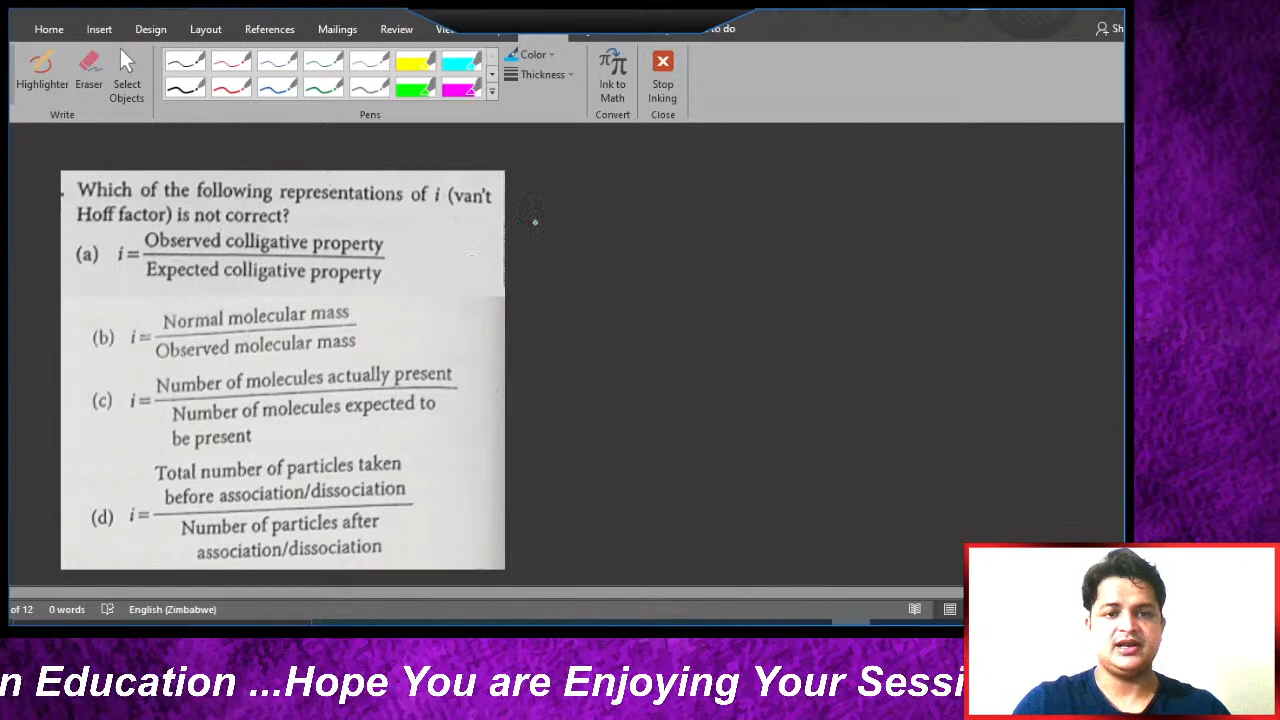 Home Insert Design Layout References Mailings Review to do Sh
Highlighter Eraser Select Objects
Color
Thickness
Ink to Math
Stop Inking
Write Pens Convert Close
Which of the following representations of i (van't
Hoff factor) is not correct?
(a) i = Observed colligative property
Expected colligative property
(b) i = Normal molecular mass
Observed molecular mass
(c) i = Number of molecules actually present
Number of molecules expected to
be present
(d) i = Total number of particles taken
before association/dissociation
Number of particles after
association/dissociation
of 12 0 words English (Zimbabwe)
n Education ...Hope You are Enjoying Your Sessi